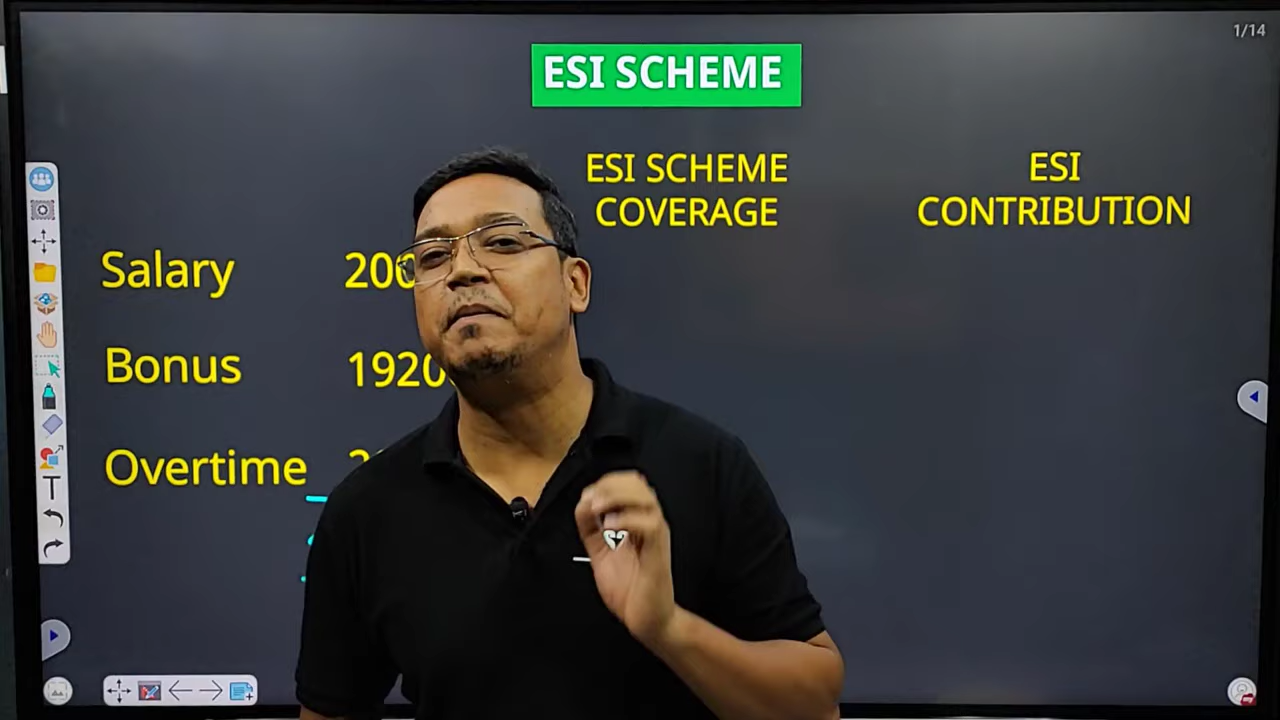 1/14
ESI SCHEME
ESI SCHEME
COVERAGE
ESI
CONTRIBUTION
Salary
Bonus
Overtime